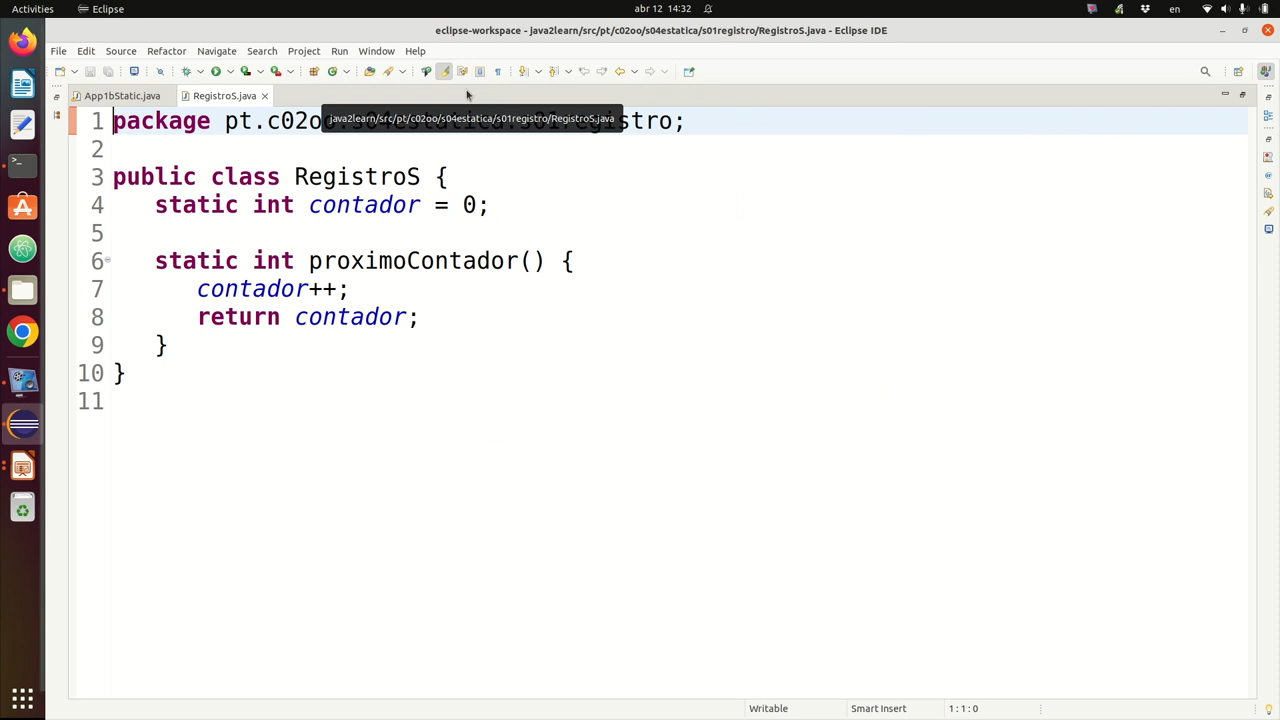 Activities
Eclipse
abr 12 14:32
en
eclipse-workspace - java2learn/src/pt/c02oo/s04estatica/s01registro/RegistroS.java - Eclipse IDE
File Edit Source Refactor Navigate Search Project Run Window Help
App1bStatic.java
RegistroS.java
java2learn/src/pt/c02oo/s04estatica/s01registro/RegistroS.java
1 package pt.c02oo.s04estatica.s01registro;
2
3 public class RegistroS {
4 static int contador = 0;
5
6 static int proximoContador() {
7 contador++;
8 return contador;
9 }
10 }
11
Writable
Smart Insert
1 : 1 : 0